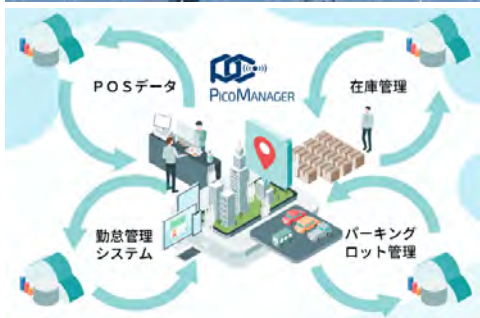 PICOMANAGER
POSデータ
在庫管理
勤怠管理
システム
パーキング
ロット管理